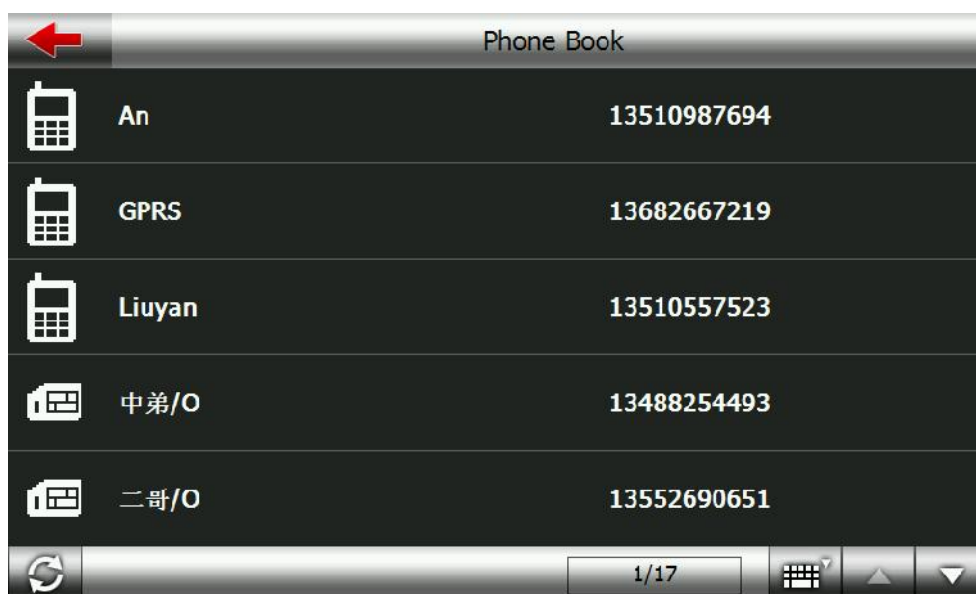 Phone Book
An 13510987694
GPRS 13682667219
Liuyan 13510557523
中弟/O 13488254493
二哥/O 13552690651
1/17